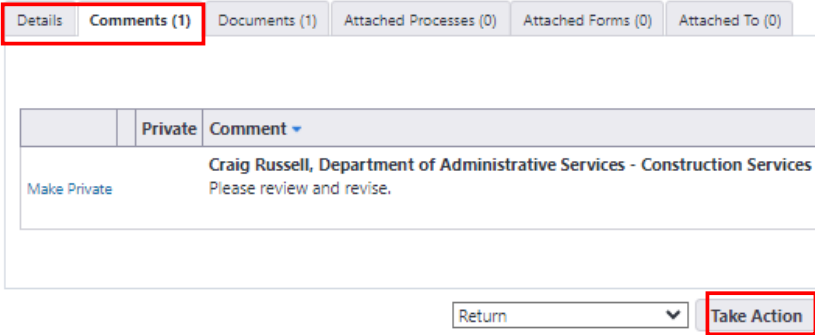 Details Comments (1) Documents (1) Attached Processes (0) Attached Forms (0) Attached To (0)
Private Comment
Craig Russell, Department of Administrative Services - Construction Services
Make Private Please review and revise.
Return Take Action